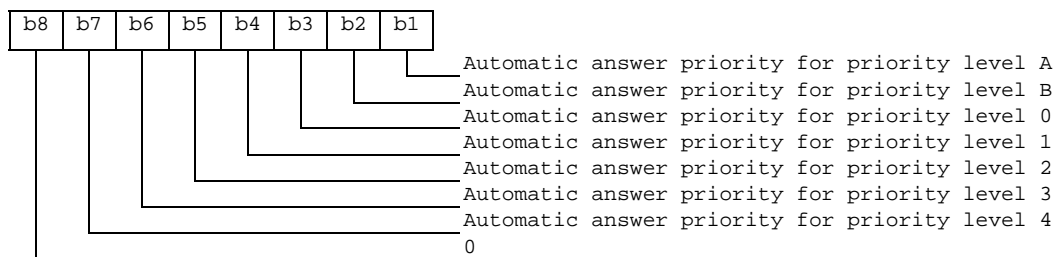 b8 b7 b6 b5 b4 b3 b2 b1
Automatic answer priority for priority level A
Automatic answer priority for priority level B
Automatic answer priority for priority level 0
Automatic answer priority for priority level 1
Automatic answer priority for priority level 2
Automatic answer priority for priority level 3
Automatic answer priority for priority level 4
0